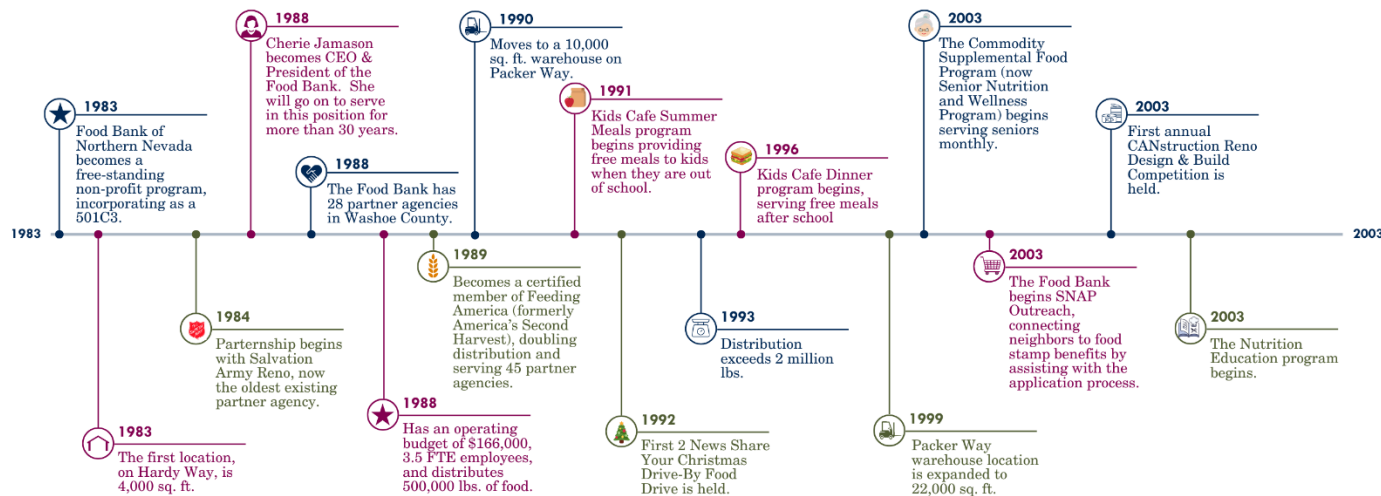 1983
1983
Food Bank of
Northern Nevada
becomes a
free-standing
non-profit program,
incorporating as a
501C3.
1983
The first location,
on Hardy Way, is
4,000 sq. ft.
1984
Parternship begins
with Salvation
Army Reno, now
the oldest existing
partner agency.
1988
Cherie Jamason
becomes CEO &
President of the
Food Bank. She
will go on to serve
in this position for
more than 30 years.
1988
The Food Bank has
28 partner agencies
in Washoe County.
1988
Has an operating
budget of $166,000,
3.5 FTE employees,
and distributes
500,000 lbs. of food.
1989
Becomes a certified
member of Feeding
America (formerly
America's Second
Harvest), doubling
distribution and
serving 45 partner
agencies.
1990
Moves to a 10,000
sq. ft. warehouse on
Packer Way.
1991
Kids Cafe Summer
Meals program
begins providing
free meals to kids
when they are out
of school.
1992
First 2 News Share
Your Christmas
Drive-By Food
Drive is held.
1993
Distribution
exceeds 2 million
lbs.
1996
Kids Cafe Dinner
program begins,
serving free meals
after school
1999
Packer Way
warehouse location
is expanded to
22,000 sq. ft.
2003
The Commodity
Supplemental Food
Program (now
Senior Nutrition
and Wellness
Program) begins
serving seniors
monthly.
2003
The Food Bank
begins SNAP
Outreach,
connecting
neighbors to food
stamp benefits by
assisting with the
application process.
2003
First annual
CANstruction Reno
Design & Build
Competition is
held.
2003
The Nutrition
Education program
begins.
2003